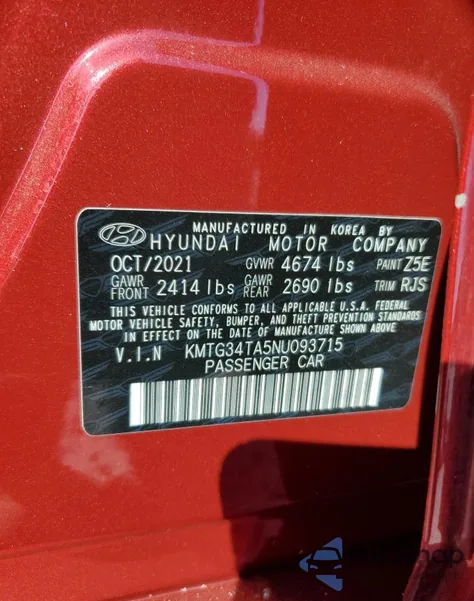 MANUFACTURED IN KOREA BY
HYUNDAI MOTOR COMPANY
OCT/2021 GVWR 4674 lbs PAINT Z5E
GAWR FRONT 2414 lbs GAWR REAR 2690 lbs TRIM RJS
THIS VEHICLE CONFORMS TO ALL APPLICABLE U.S.A. FEDERAL
MOTOR VEHICLE SAFETY, BUMPER, AND THEFT PREVENTION STANDARDS
IN EFFECT ON THE DATE OF MANUFACTURE SHOWN ABOVE
V.I.N KMTG34TA5NU093715
PASSENGER CAR